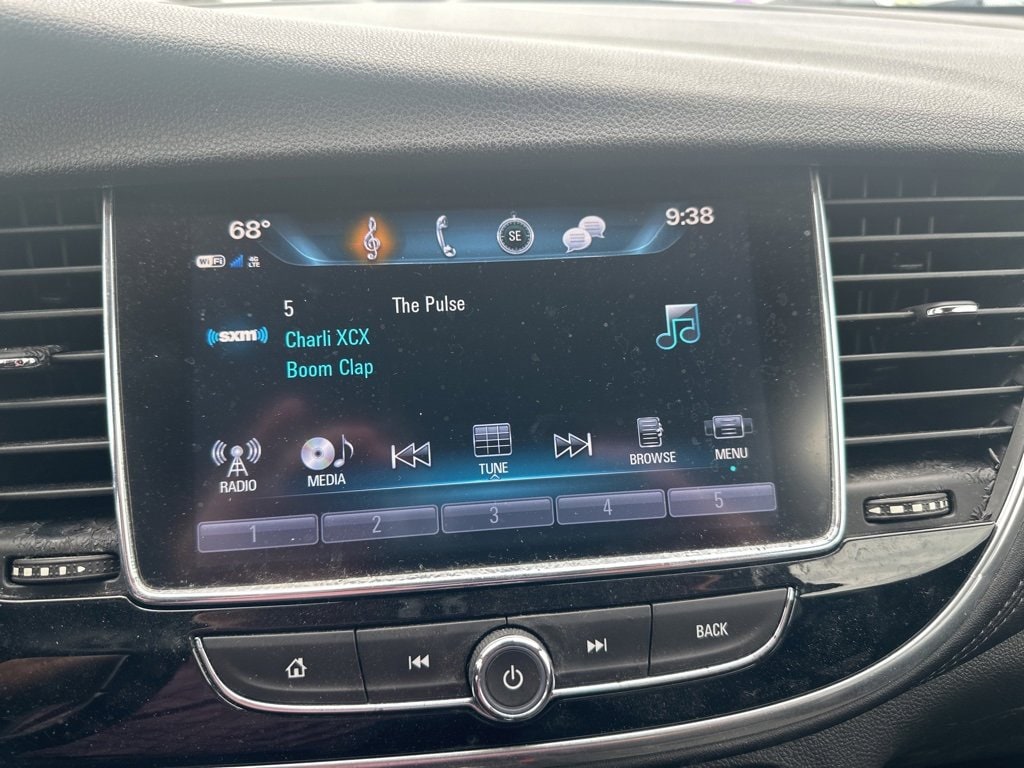 68°
SE
9:38
WiFi
4G
LTE
5
The Pulse
((sxm))
Charli XCX
Boom Clap
RADIO
MEDIA
TUNE
BROWSE
MENU
1
2
3
4
5
BACK